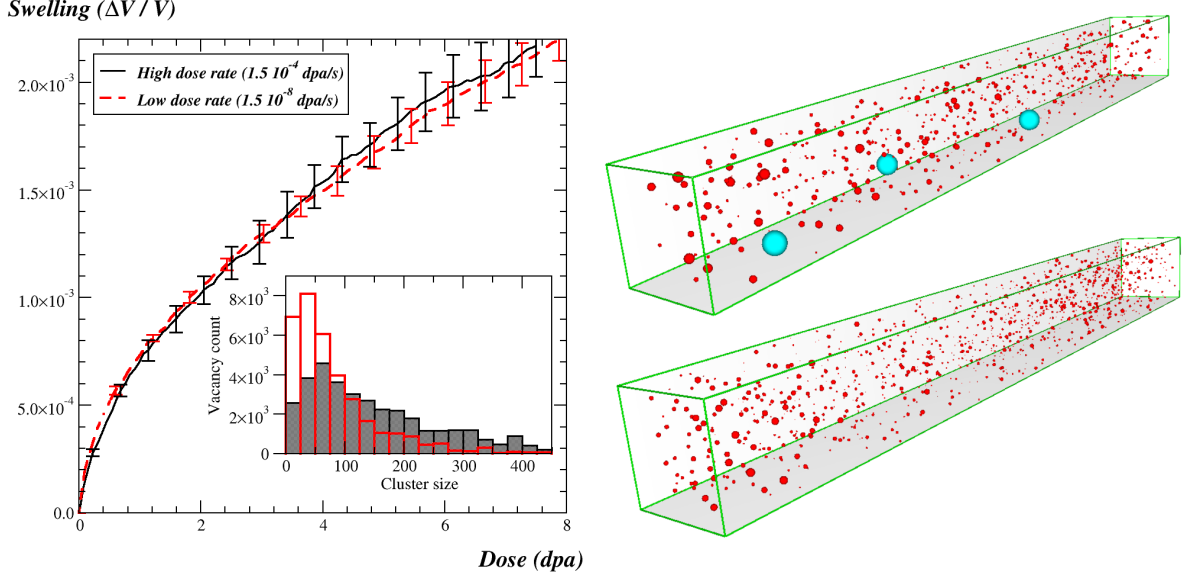 Swelling (ΔV / V)
High dose rate (1.5 10⁻⁴ dpa/s)
Low dose rate (1.5 10⁻⁸ dpa/s)
2.0×10⁻³
1.5×10⁻³
1.0×10⁻³
5.0×10⁻⁴
0.0
0 2 4 6 8
Dose (dpa)
Vacancy count
8×10³
6×10³
4×10³
2×10³
0
0 100 200 300 400
Cluster size